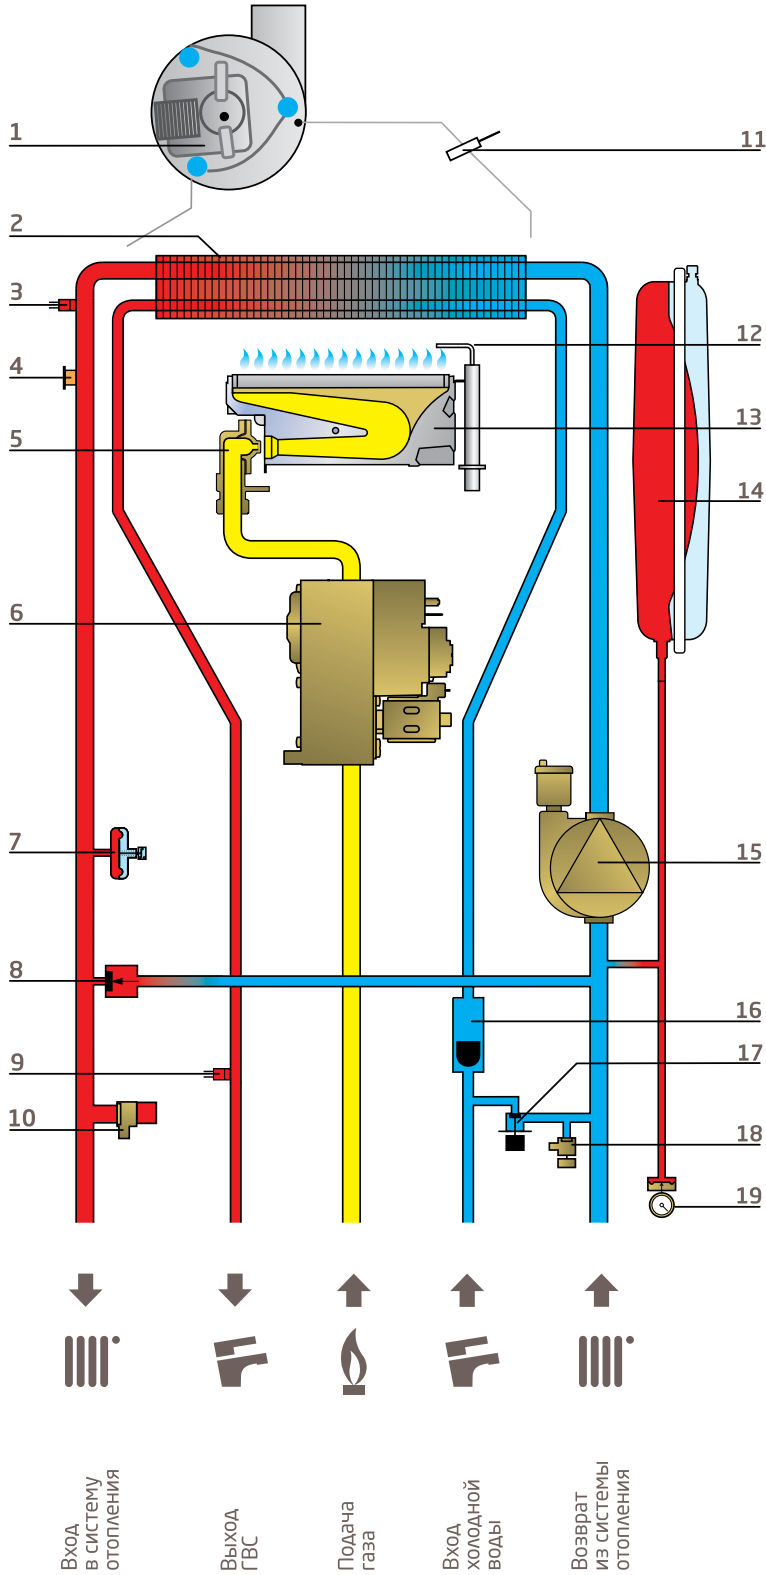 1
2
3
4
5
6
7
8
9
10
11
12
13
14
15
16
17
18
19
Вход
в систему
отопления
Выход
ГВС
Подача
газа
Вход
холодной
воды
Возврат
из системы
отопления